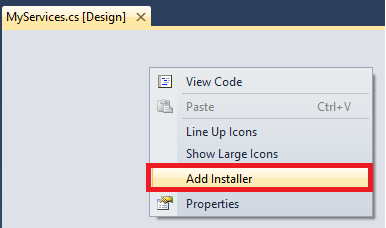 MyServices.cs [Design]
View Code
Paste Ctrl+V
Line Up Icons
Show Large Icons
Add Installer
Properties